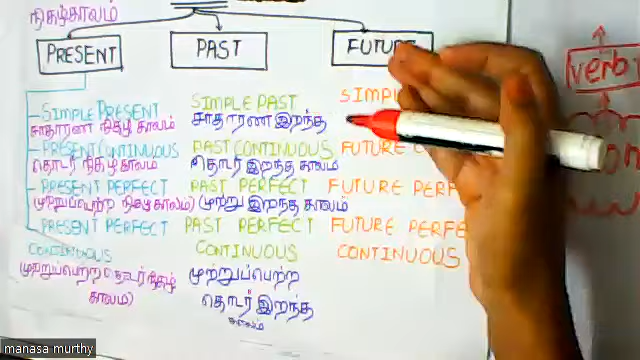 நிகழ்காலம்
PRESENT PAST FUTURE
verb
SIMPLE PRESENT SIMPLE PAST
சாதாரண நிகழ் காலம் சாதாரண இறந்த
PRESENT CONTINUOUS PAST CONTINUOUS FUTURE
தொடர் நிகழ் காலம் தொடர் இறந்த காலம்
PRESENT PERFECT PAST PERFECT FUTURE
முற்றுப்பெற்ற நிகழ் காலம்) (முற்று இறந்த காலம்
PRESENT PERFECT PAST PERFECT FUTURE
CONTINUOUS CONTINUOUS CONTINUOUS
முற்றுப்பெற்ற தொடர் நிகழ் முற்றுப்பெற்ற
காலம்) தொடர் இறந்த
காலம்
manasa murthy